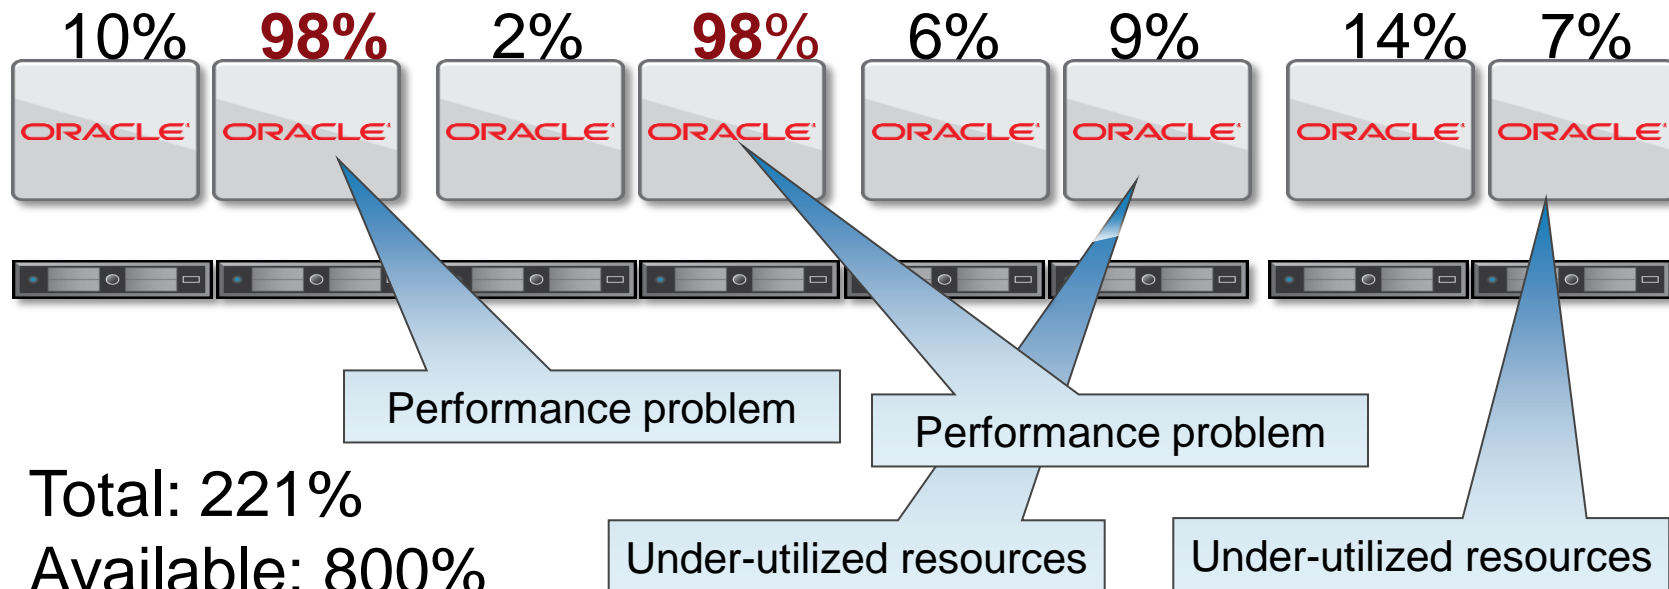 10% 98% 2% 98% 6% 9% 14% 7%
ORACLE ORACLE ORACLE ORACLE ORACLE ORACLE ORACLE ORACLE
Performance problem
Performance problem
Total: 221%
Available: 800%
Under-utilized resources
Under-utilized resources